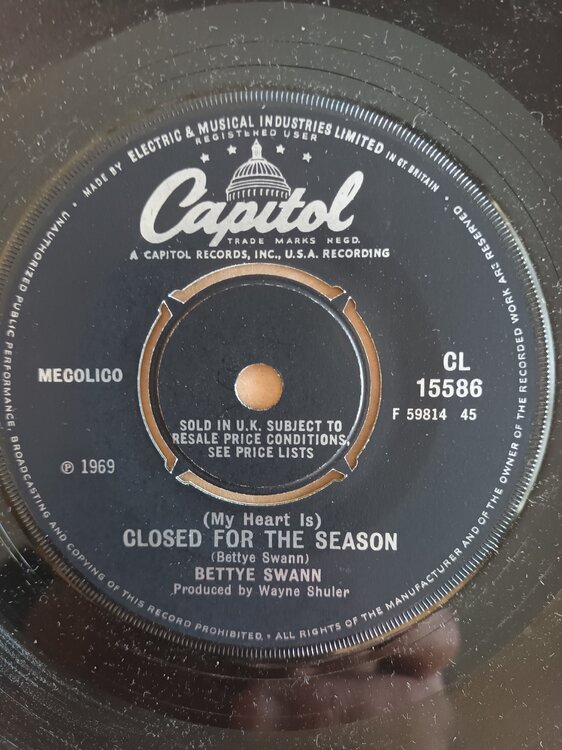 MADE BY ELECTRIC & MUSICAL INDUSTRIES LIMITED IN GT BRITAIN
REGISTERED USER
Capitol
TRADE MARKS REGD.
A CAPITOL RECORDS, INC., U.S.A. RECORDING
MECOLICO
CL
15586
F 59814 45
SOLD IN U.K. SUBJECT TO
RESALE PRICE CONDITIONS,
SEE PRICE LISTS
℗ 1969
(My Heart Is)
CLOSED FOR THE SEASON
(Bettye Swann)
BETTYE SWANN
Produced by Wayne Shuler
ALL RIGHTS OF THE MANUFACTURER AND OF THE OWNER OF THE RECORDED WORK ARE RESERVED
UNAUTHORIZED PUBLIC PERFORMANCE, BROADCASTING AND COPYING OF THIS RECORD PROHIBITED.